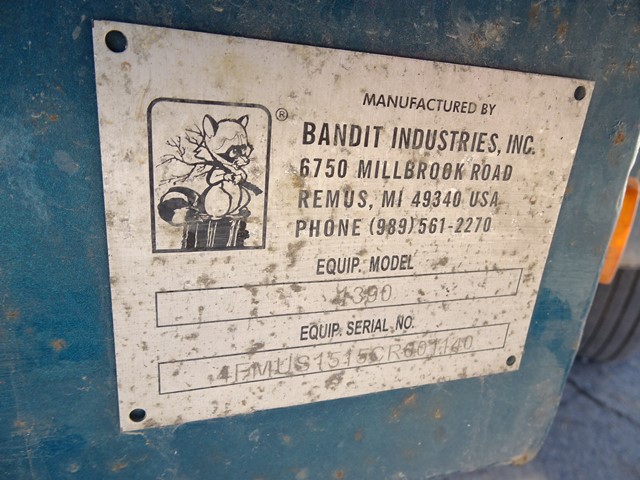 ®
MANUFACTURED BY
BANDIT INDUSTRIES, INC.
6750 MILLBROOK ROAD
REMUS, MI 49340 USA
PHONE (989) 561-2270
EQUIP. MODEL
1390
EQUIP. SERIAL NO.
4FMUS1515CR601140